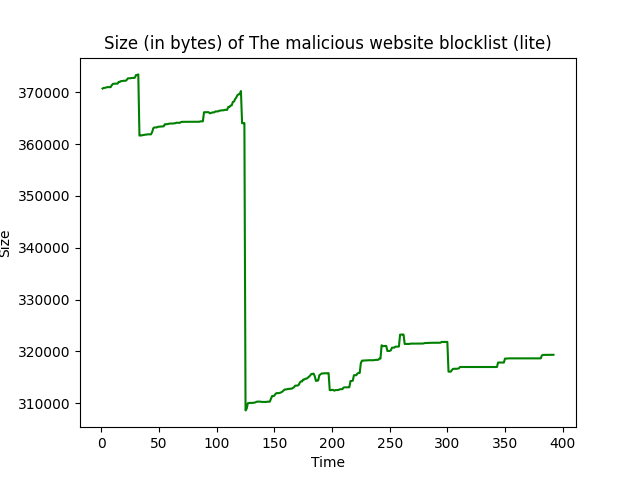 Size (in bytes) of The malicious website blocklist (lite)
370000
360000
350000
340000
330000
320000
310000
Size
0 50 100 150 200 250 300 350 400
Time